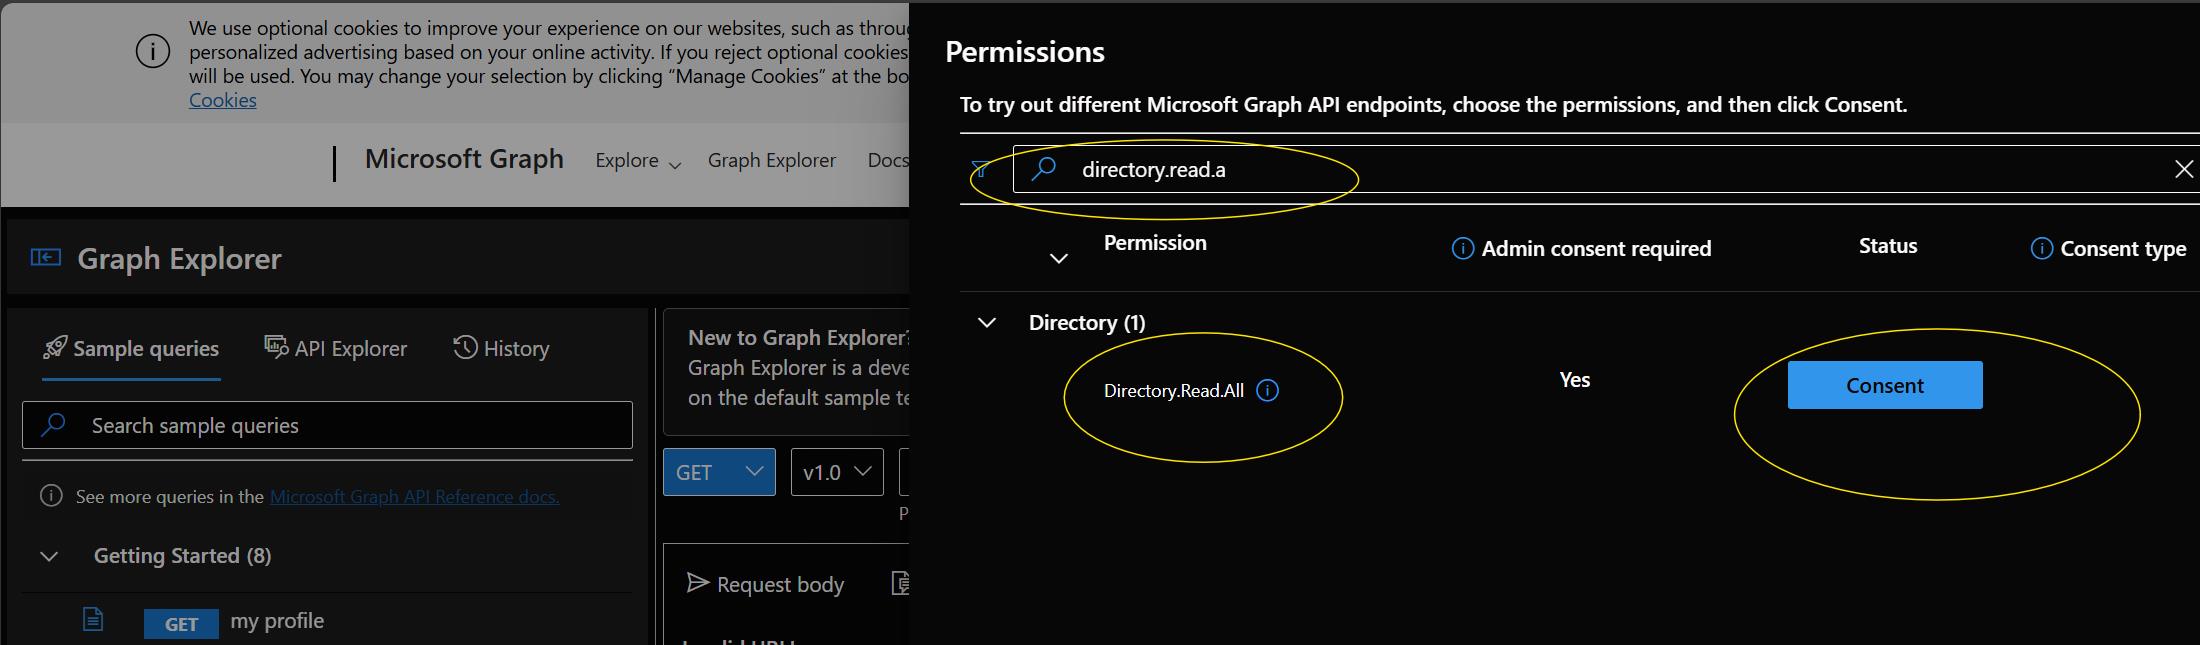 We use optional cookies to improve your experience on our websites, such as throu
personalized advertising based on your online activity. If you reject optional cookies
will be used. You may change your selection by clicking “Manage Cookies” at the bo
Cookies
Microsoft Graph
Explore
Graph Explorer
Docs
Graph Explorer
Sample queries
API Explorer
History
Search sample queries
See more queries in the Microsoft Graph API Reference docs.
Getting Started (8)
GET my profile
New to Graph Explorer?
Graph Explorer is a deve
on the default sample te
GET
v1.0
P
Request body
Permissions
To try out different Microsoft Graph API endpoints, choose the permissions, and then click Consent.
directory.read.a
Permission
Admin consent required
Status
Consent type
Directory (1)
Directory.Read.All
Yes
Consent